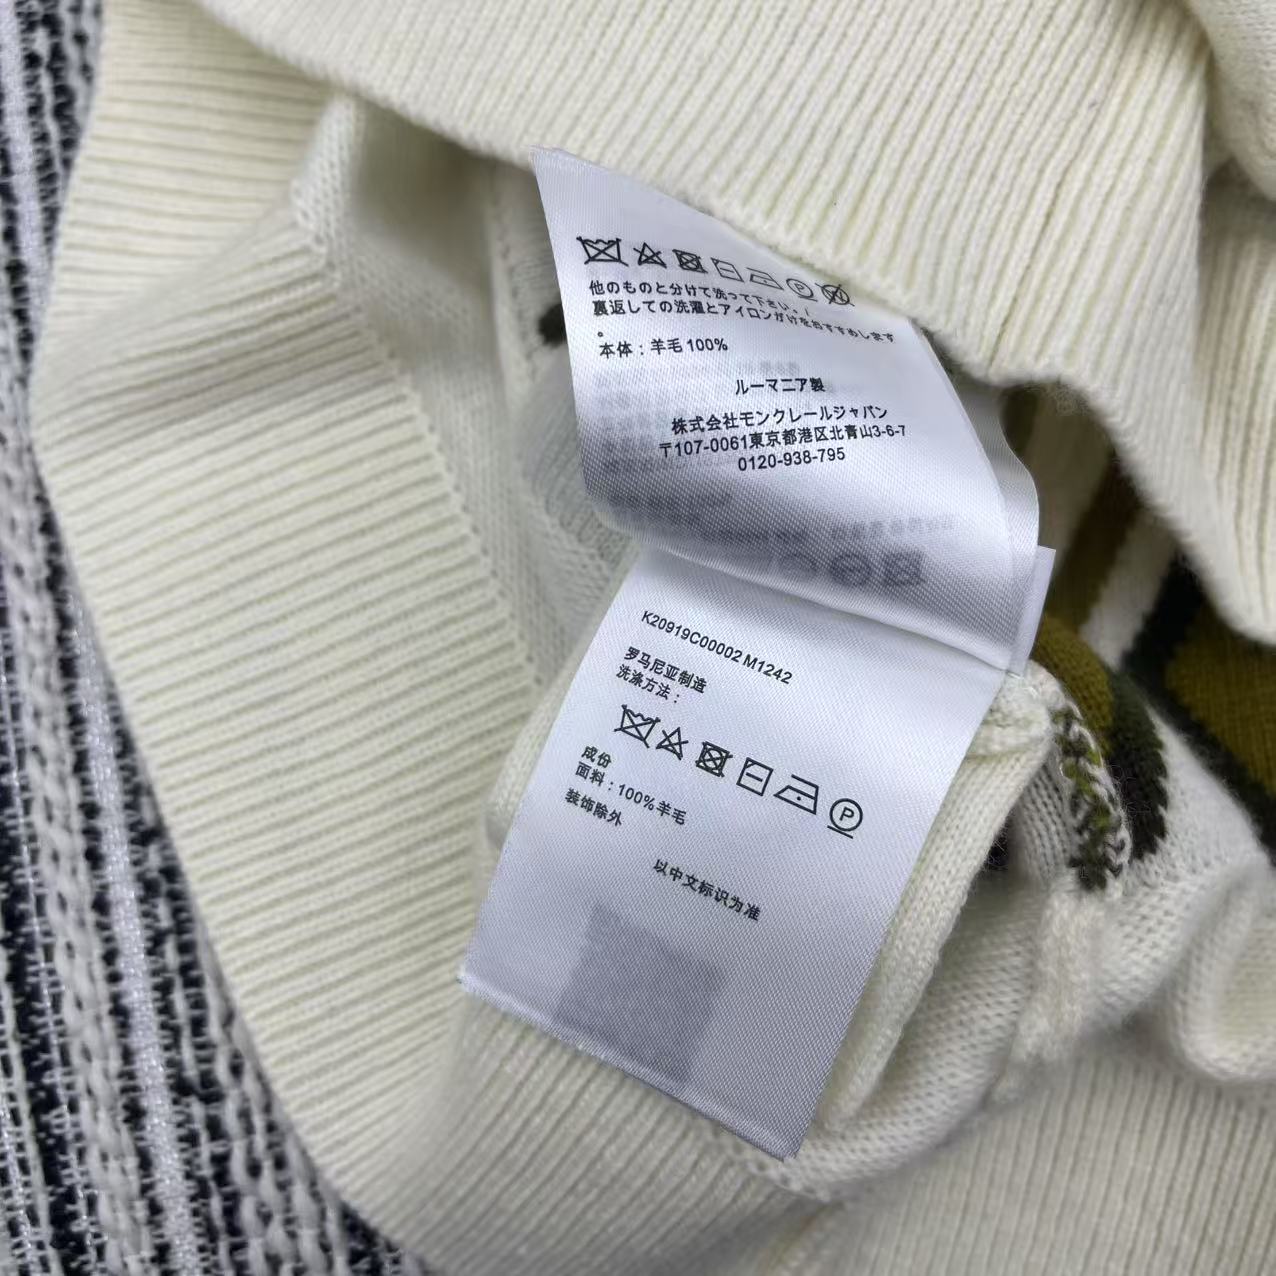 他のものと分けて洗って下さい。(
裏返しての洗濯とアイロンがけをおすすめします
。
本体：羊毛100%
ルーマニア製
株式会社モンクレールジャパン
〒107-0061東京都港区北青山3-6-7
0120-938-795
K20919C00002 M1242
罗马尼亚制造
洗涤方法：
P
成份
面料：100%羊毛
装饰除外
以中文标识为准